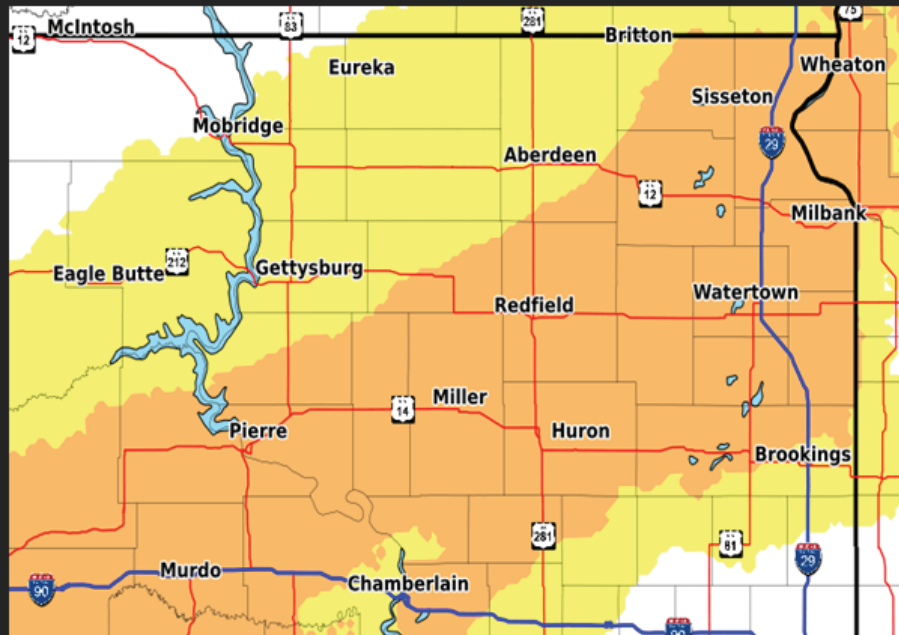 75
83
281
McIntosh
12
Britton
Eureka
Wheaton
Sisseton
Mobridge
29
Aberdeen
12
Milbank
212
Eagle Butte
Gettysburg
Watertown
Redfield
Miller
14
Pierre
Huron
Brookings
281
81
29
Murdo
Chamberlain
90